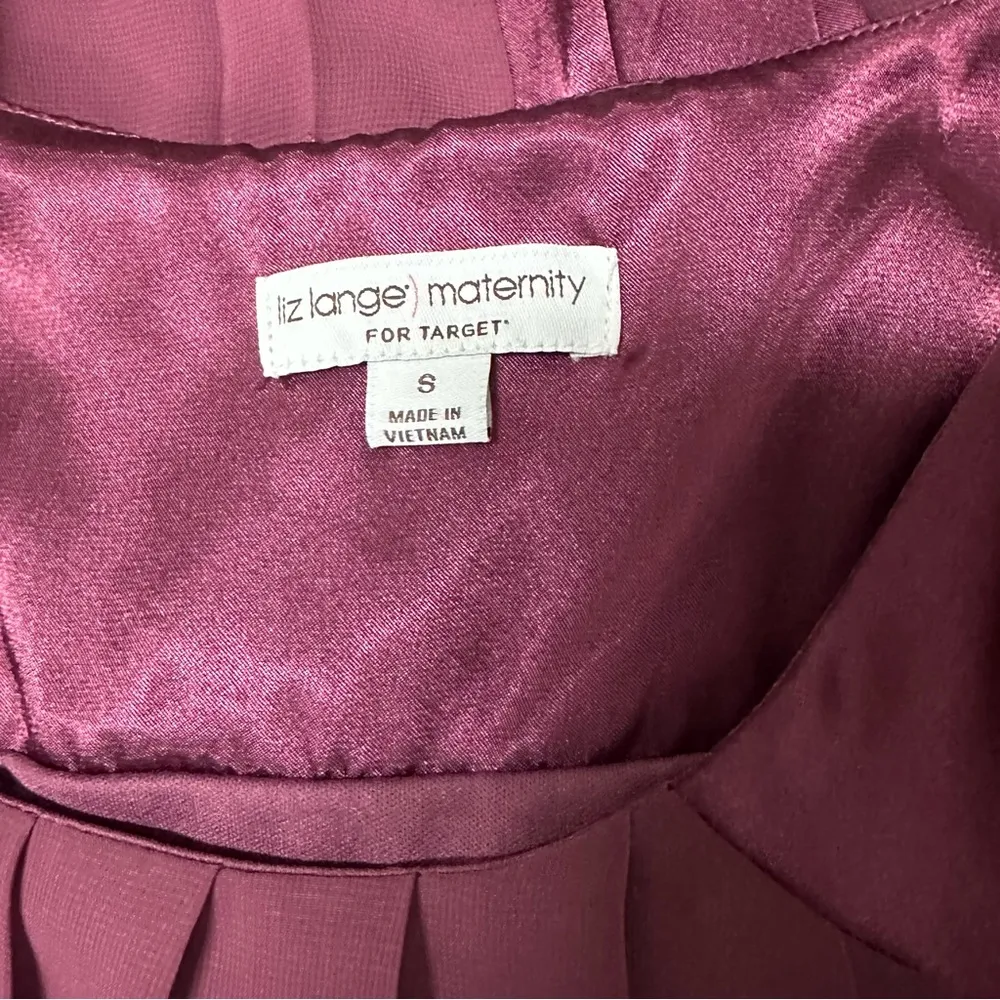 liz lange) maternity
FOR TARGET
S
MADE IN
VIETNAM